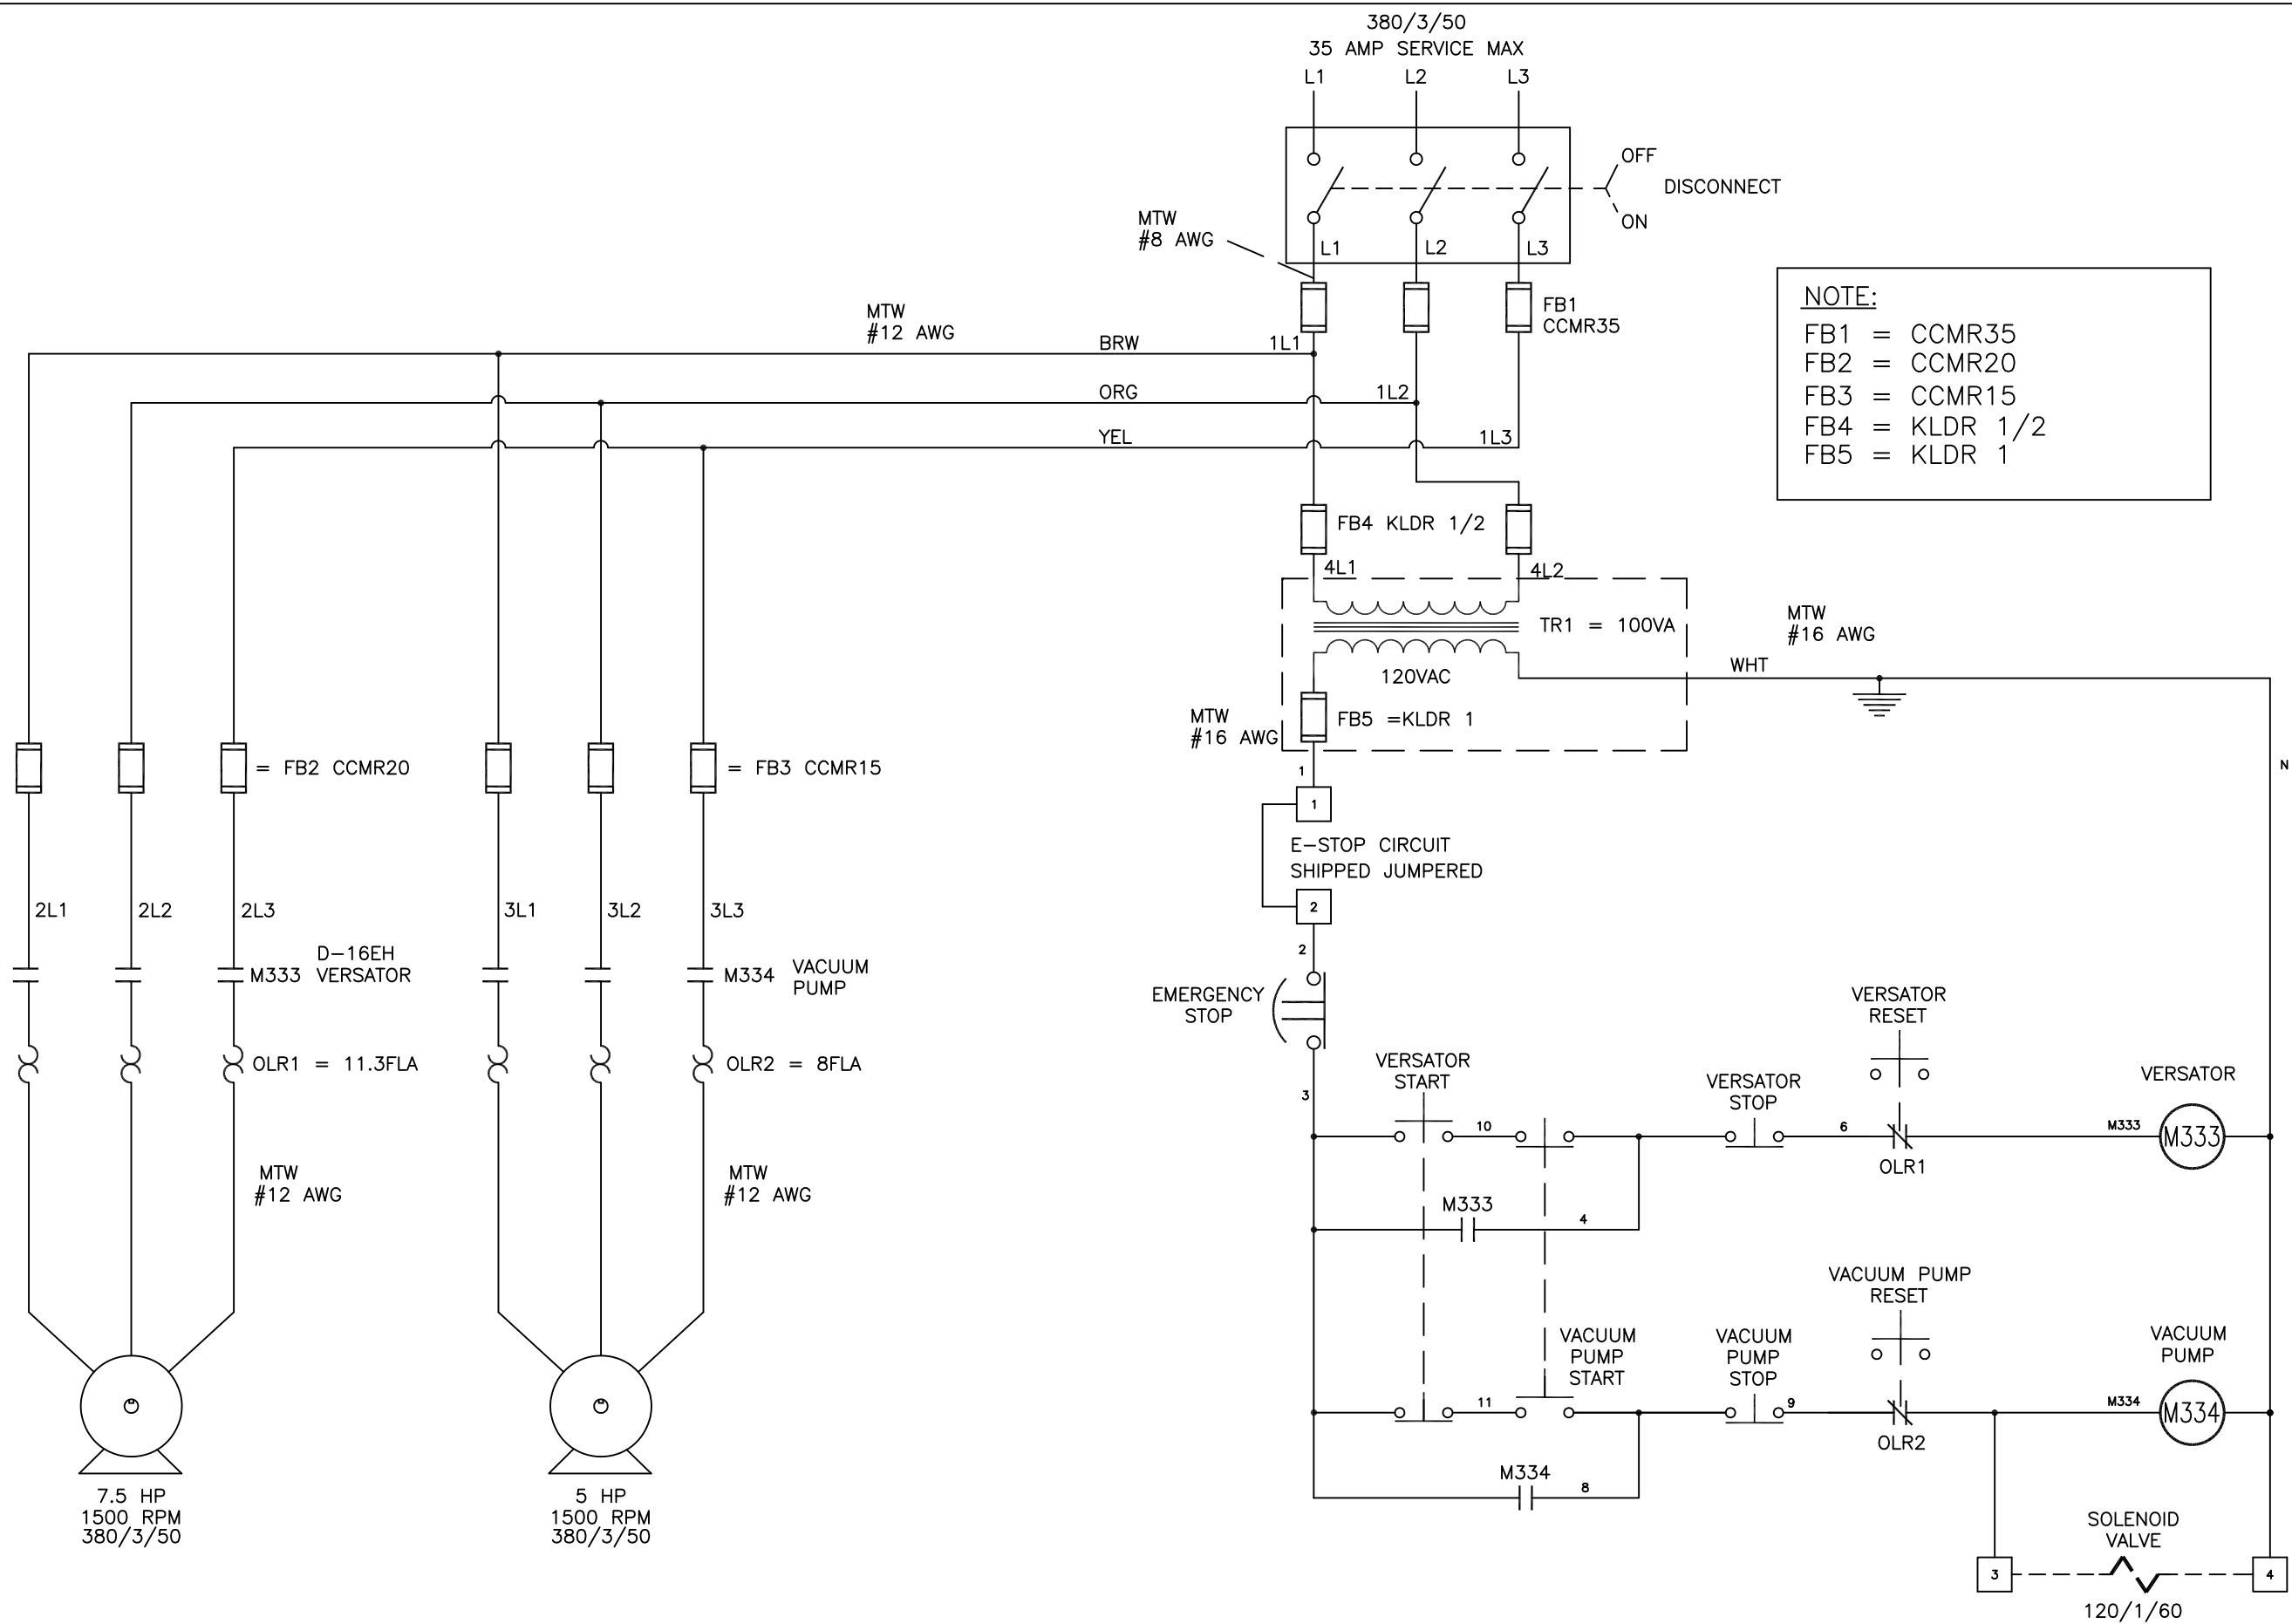 380/3/50
35 AMP SERVICE MAX
L1
L2
L3
OFF
DISCONNECT
ON
MTW
#8 AWG
L1
L2
L3
FB1
CCMR35
MTW
#12 AWG
BRW
1L1
ORG
1L2
YEL
1L3
NOTE:
FB1 = CCMR35
FB2 = CCMR20
FB3 = CCMR15
FB4 = KLDR 1/2
FB5 = KLDR 1
FB4 KLDR 1/2
4L1
4L2
TR1 = 100VA
120VAC
MTW
#16 AWG
WHT
N
MTW
#16 AWG
FB5 =KLDR 1
= FB2 CCMR20
= FB3 CCMR15
1
1
E-STOP CIRCUIT
SHIPPED JUMPERED
2
2
2L1
2L2
2L3
3L1
3L2
3L3
M333
D-16EH
VERSATOR
M334
VACUUM
PUMP
OLR1 = 11.3FLA
OLR2 = 8FLA
MTW
#12 AWG
MTW
#12 AWG
7.5 HP
1500 RPM
380/3/50
5 HP
1500 RPM
380/3/50
EMERGENCY
STOP
3
VERSATOR
START
10
VERSATOR
STOP
6
VERSATOR
RESET
OLR1
VERSATOR
M333
M333
M333
4
VACUUM PUMP
RESET
11
VACUUM
PUMP
START
VACUUM
PUMP
STOP
9
OLR2
VACUUM
PUMP
M334
M334
M334
8
SOLENOID
VALVE
3
4
120/1/60